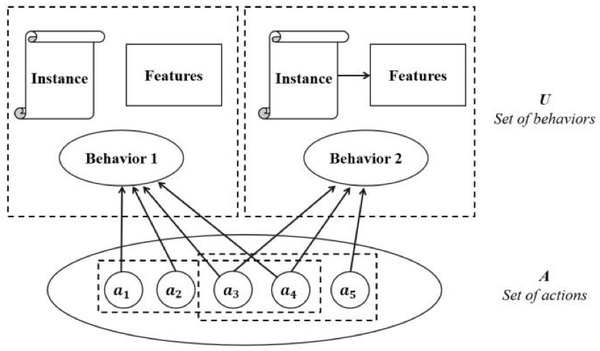 Instance
Features
Instance
Features
Behavior 1
Behavior 2
U
Set of behaviors
a₁
a₂
a₃
a₄
a₅
A
Set of actions